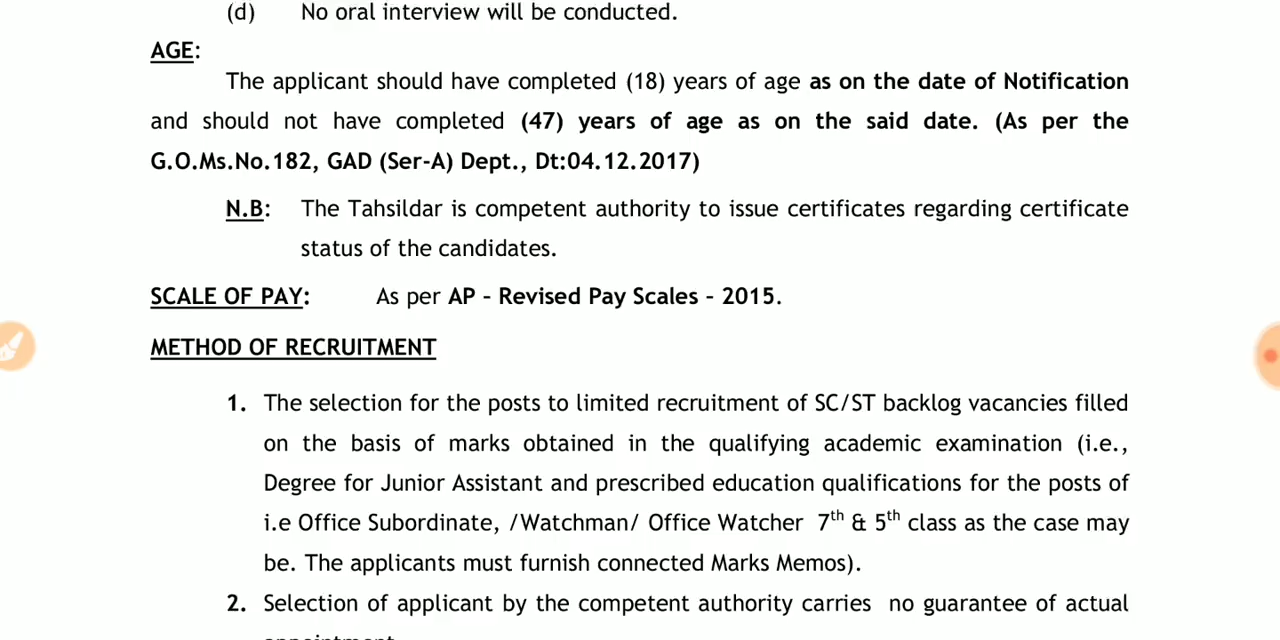 (d) No oral interview will be conducted.
AGE:
The applicant should have completed (18) years of age as on the date of Notification
and should not have completed (47) years of age as on the said date. (As per the
G.O.Ms.No.182, GAD (Ser-A) Dept., Dt:04.12.2017)
N.B: The Tahsildar is competent authority to issue certificates regarding certificate
status of the candidates.
SCALE OF PAY: As per AP – Revised Pay Scales – 2015.
METHOD OF RECRUITMENT
1. The selection for the posts to limited recruitment of SC/ST backlog vacancies filled
on the basis of marks obtained in the qualifying academic examination (i.e.,
Degree for Junior Assistant and prescribed education qualifications for the posts of
i.e Office Subordinate, /Watchman/ Office Watcher 7th & 5th class as the case may
be. The applicants must furnish connected Marks Memos).
2. Selection of applicant by the competent authority carries no guarantee of actual